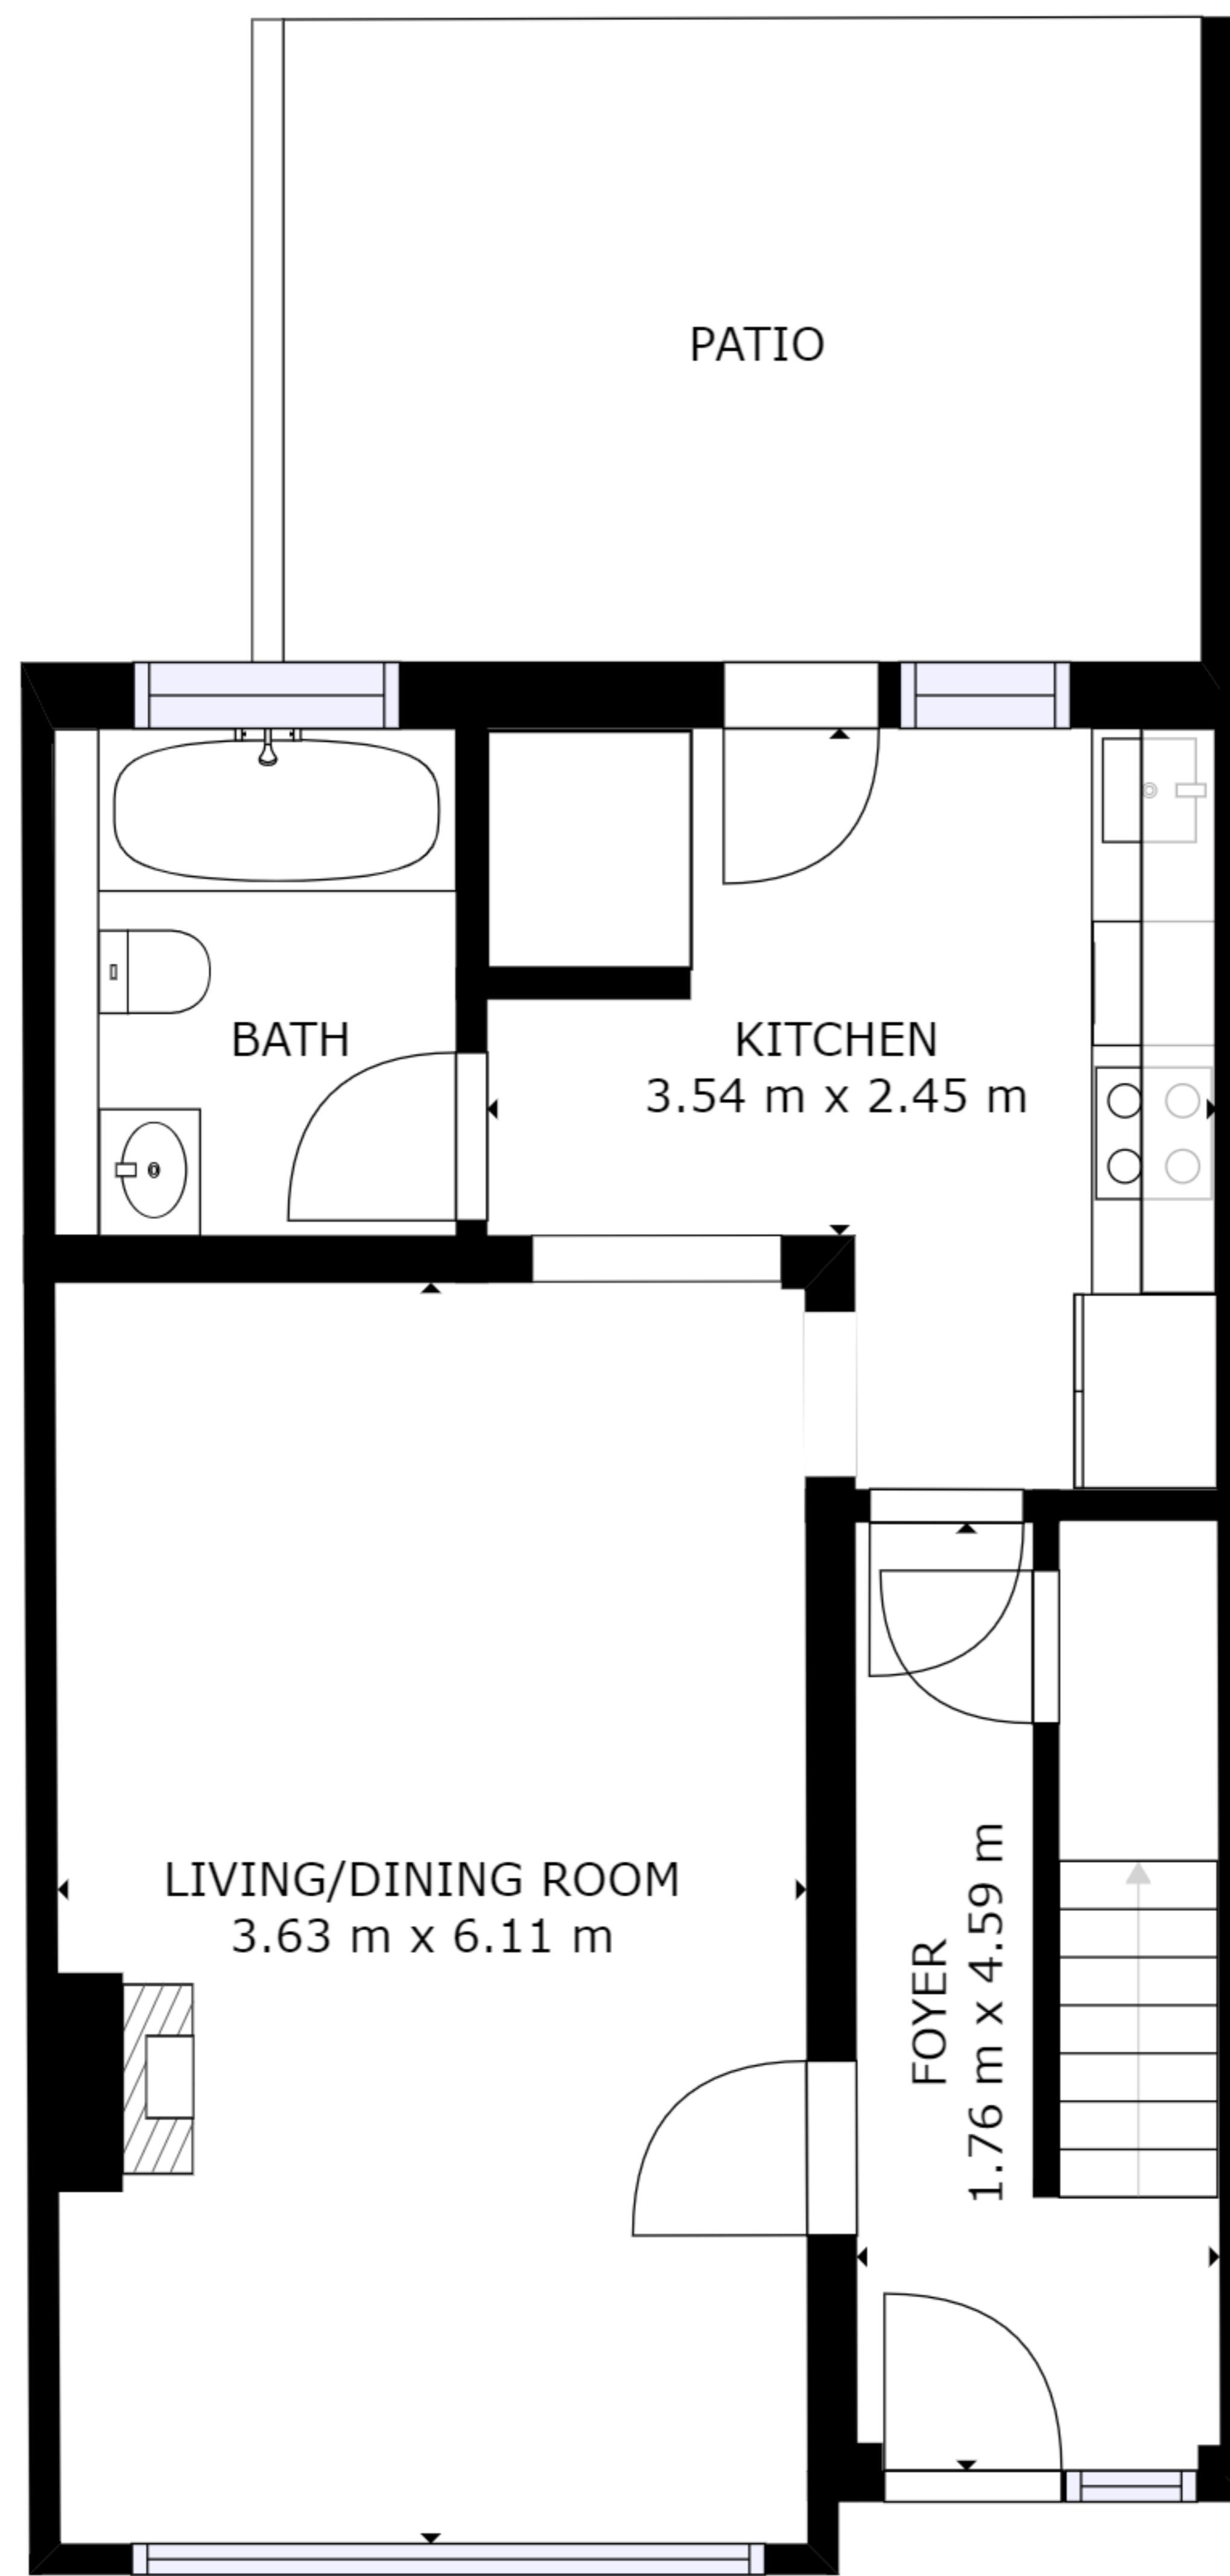 PATIO
BATH
KITCHEN
3.54 m x 2.45 m
LIVING/DINING ROOM
3.63 m x 6.11 m
FOYER
1.76 m x 4.59 m